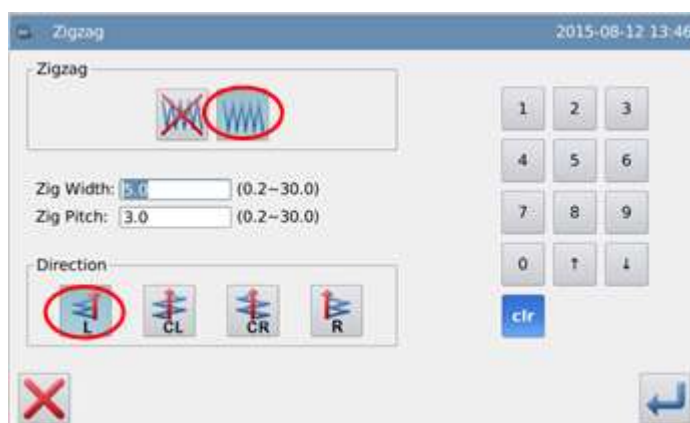 Zigzag 2015-08-12 13:46
Zigzag
Zig Width: 5.0 (0.2~30.0)
Zig Pitch: 3.0 (0.2~30.0)
Direction
L CL CR R
1 2 3
4 5 6
7 8 9
0 ↑ ↓
clr